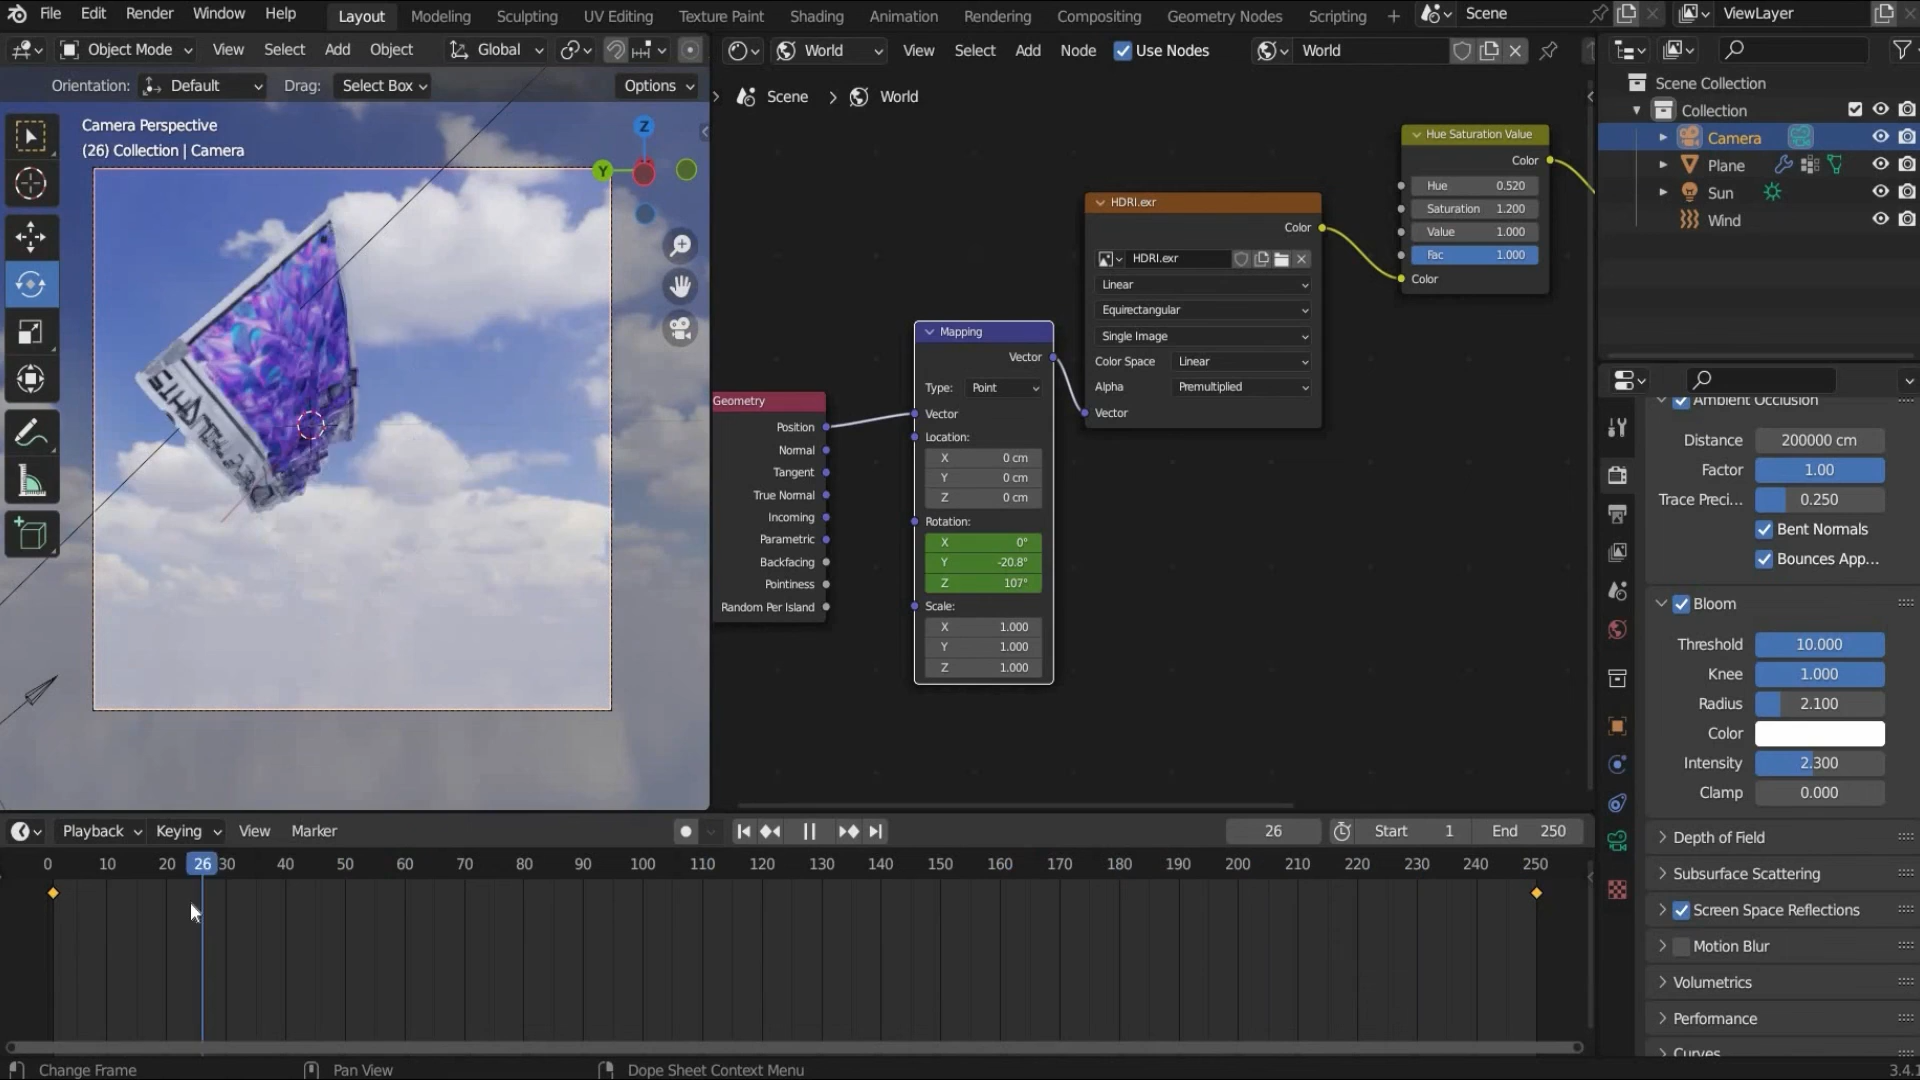 File Edit Render Window Help Layout Modeling Sculpting UV Editing Texture Paint Shading Animation Rendering Compositing Geometry Nodes Scripting + Scene ViewLayer
Object Mode View Select Add Object Global
World View Select Add Node Use Nodes World
Orientation: Default Drag: Select Box Options
Scene > World
Camera Perspective
(26) Collection | Camera
Z
Y
Geometry
Position
Normal
Tangent
True Normal
Incoming
Parametric
Backfacing
Pointiness
Random Per Island
Mapping
Vector
Type: Point
Vector
Location:
X 0 cm
Y 0 cm
Z 0 cm
Rotation:
X 0°
Y -20.8°
Z 107°
Scale:
X 1.000
Y 1.000
Z 1.000
HDRI.exr
Color
HDRI.exr
Linear
Equirectangular
Single Image
Color Space Linear
Alpha Premultiplied
Vector
Hue Saturation Value
Color
Hue 0.520
Saturation 1.200
Value 1.000
Fac 1.000
Color
Scene Collection
Collection
Camera
Plane
Sun
Wind
Ambient Occlusion
Distance 200000 cm
Factor 1.00
Trace Preci... 0.250
Bent Normals
Bounces App...
Bloom
Threshold 10.000
Knee 1.000
Radius 2.100
Color
Intensity 2.300
Clamp 0.000
Depth of Field
Subsurface Scattering
Screen Space Reflections
Motion Blur
Volumetrics
Performance
Curves
Playback Keying View Marker 26 Start 1 End 250
0 10 20 26 30 40 50 60 70 80 90 100 110 120 130 140 150 160 170 180 190 200 210 220 230 240 250
Change Frame Pan View Dope Sheet Context Menu 3.4.1